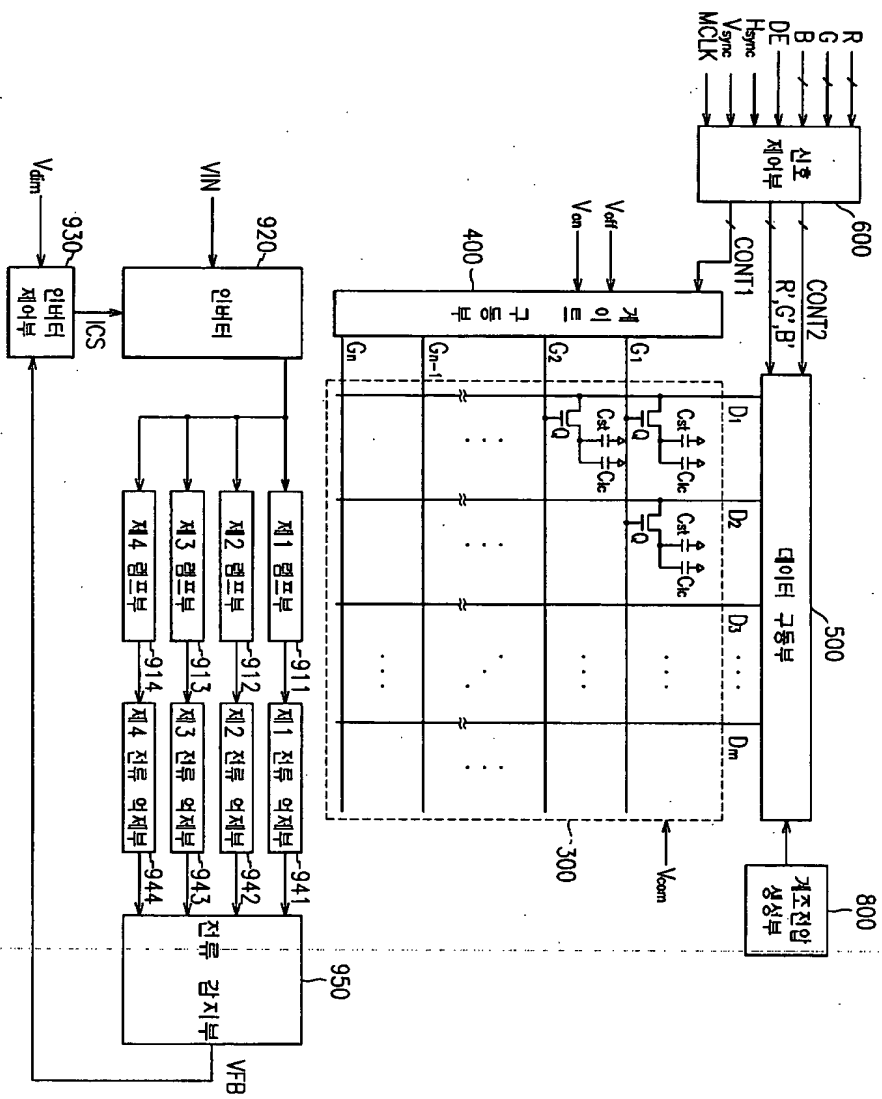 R
G
B
DE
Hsync
Vsync
MCLK
신호
제어부
600
CONT2
R',G',B'
CONT1
데이터 구동부
500
계조전압
생성부
800
Voff
Von
400
게이트 구동부
G1
G2
Gn-1
Gn
D1
D2
D3
Dm
Q
Cst
Clc
Q
Cst
Clc
Q
Cst
Clc
Vcom
300
VIN
920
인버터
Vdim
930
인버터
제어부
ICS
제1 램프부
911
제2 램프부
912
제3 램프부
913
제4 램프부
914
제1 전류 억제부
941
제2 전류 억제부
942
제3 전류 억제부
943
제4 전류 억제부
944
전류 감지부
950
VFB